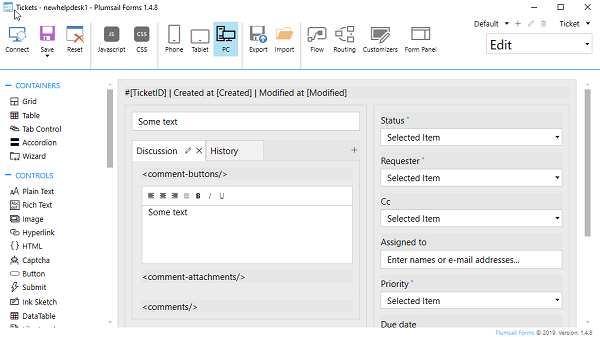 Tickets - newhelpdesk1 - Plumsail Forms 1.4.8
Default
Ticket
Connect
Save
Reset
JS
Javascript
CSS
CSS
Phone
Tablet
PC
Export
Import
Flow
Routing
Customizers
Form Panel
Edit
CONTAINERS
Grid
Table
Tab Control
Accordion
Wizard
CONTROLS
Plain Text
Rich Text
Image
Hyperlink
HTML
Captcha
Button
Submit
Ink Sketch
DataTable
#[TicketID] | Created at [Created] | Modified at [Modified]
Some text
Discussion
History
<comment-buttons/>
B I U
Some text
<comment-attachments/>
<comments/>
Status *
Selected Item
Requester *
Selected Item
Cc
Selected Item
Assigned to
Enter names or e-mail addresses...
Priority *
Selected Item
Due date
Plumsail Forms © 2019. Version: 1.4.8